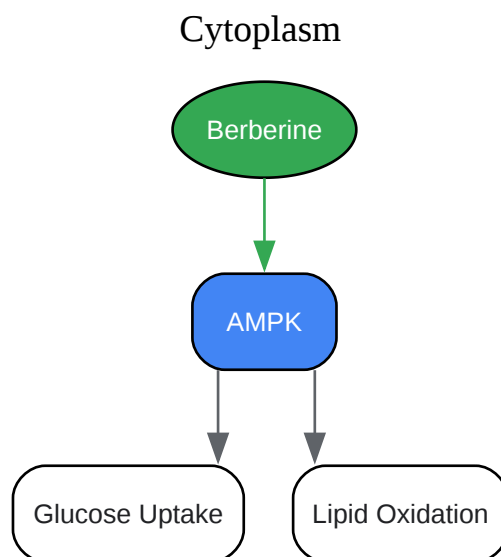 Cytoplasm
Berberine
AMPK
Glucose Uptake
Lipid Oxidation